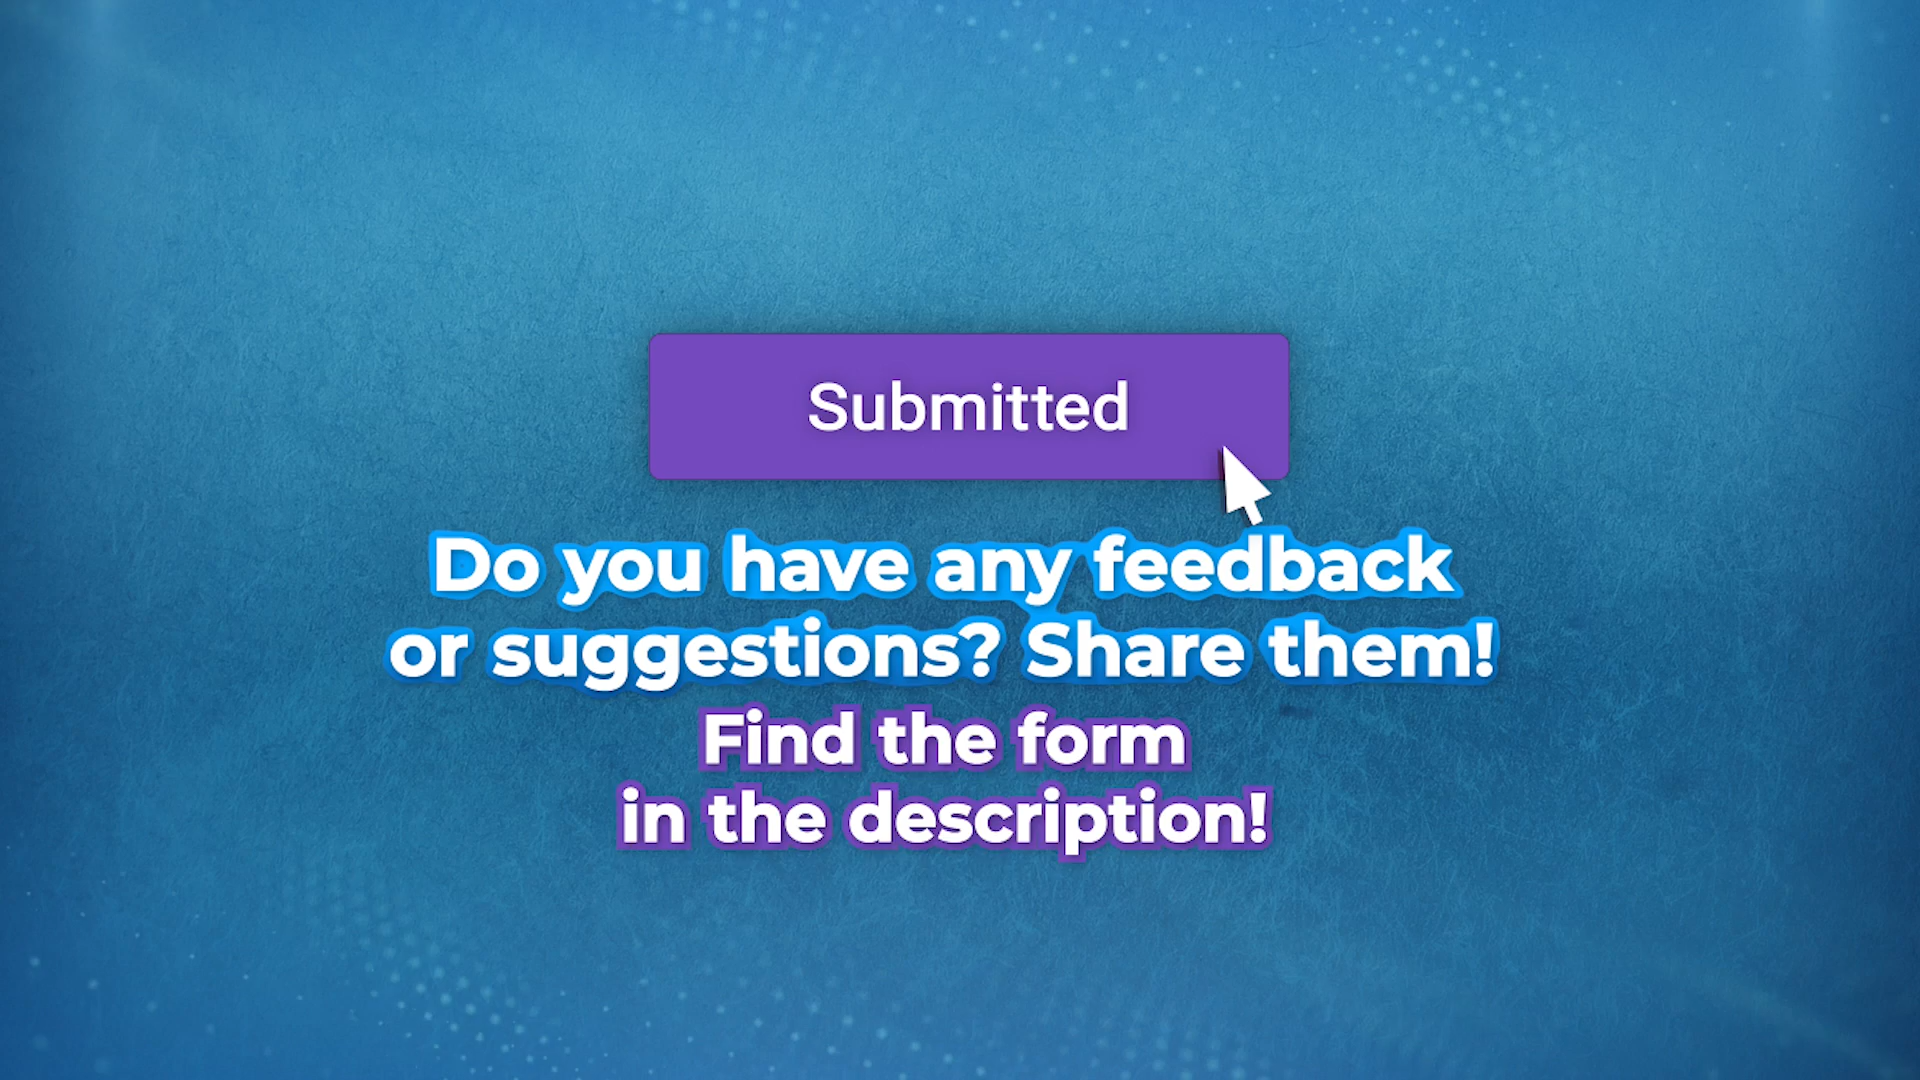 Submitted
Do you have any feedback
or suggestions? Share them!
Find the form
in the description!